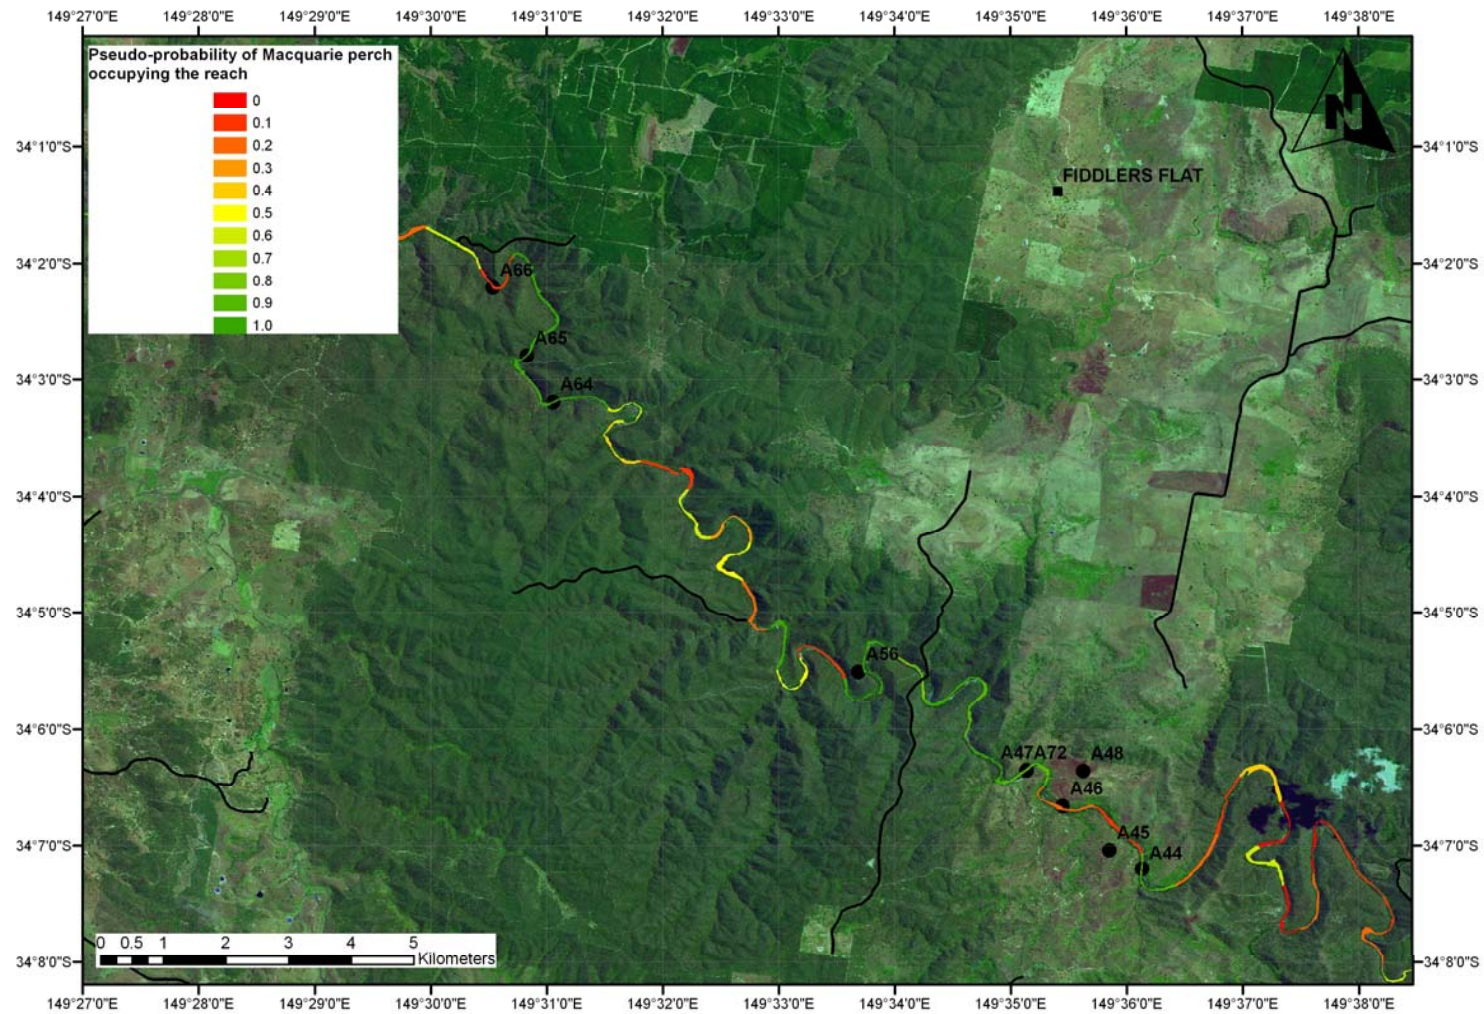 149°27'0"E 149°28'0"E 149°29'0"E 149°30'0"E 149°31'0"E 149°32'0"E 149°33'0"E 149°34'0"E 149°35'0"E 149°36'0"E 149°37'0"E 149°38'0"E
Pseudo-probability of Macquarie perch
occupying the reach
0
0.1
0.2
0.3
0.4
0.5
0.6
0.7
0.8
0.9
1.0
N
34°1'0"S 34°1'0"S
FIDDLERS FLAT
34°2'0"S 34°2'0"S
A66
A65
34°3'0"S 34°3'0"S
A64
34°4'0"S 34°4'0"S
34°5'0"S 34°5'0"S
A56
34°6'0"S 34°6'0"S
A47A72 A48
A46
A45
34°7'0"S 34°7'0"S
A44
0 0.5 1 2 3 4 5
Kilometers
34°8'0"S 34°8'0"S
149°27'0"E 149°28'0"E 149°29'0"E 149°30'0"E 149°31'0"E 149°32'0"E 149°33'0"E 149°34'0"E 149°35'0"E 149°36'0"E 149°37'0"E 149°38'0"E